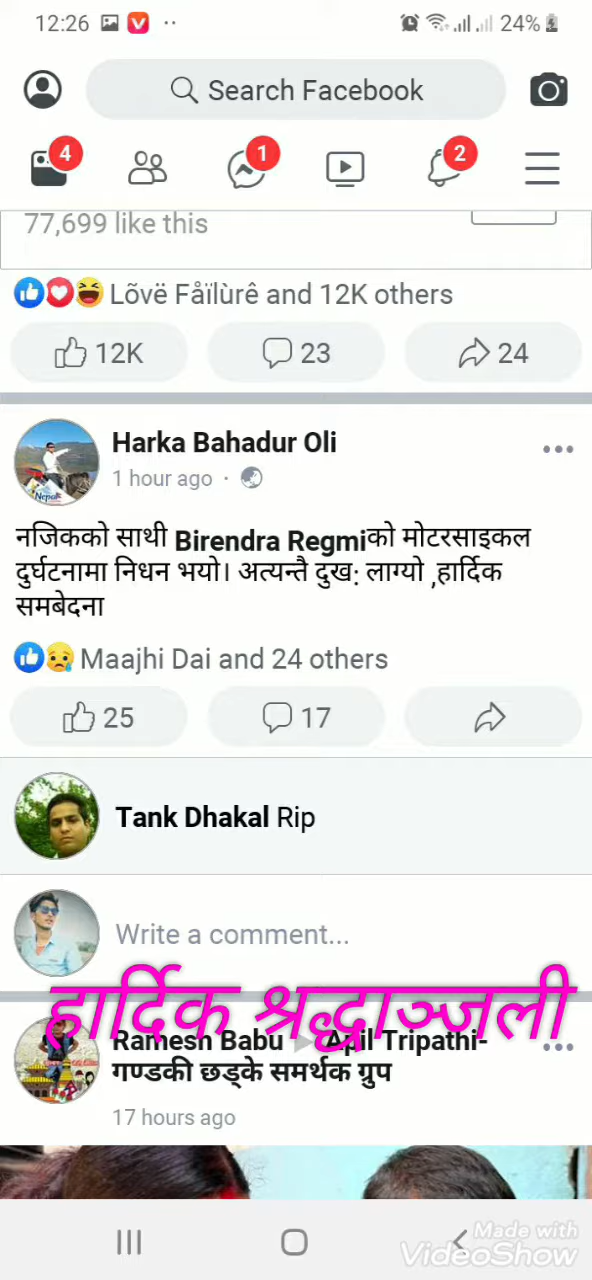 12:26
24%
Search Facebook
4
1
2
77,699 like this
Lõvë Fåïlùrê and 12K others
12K
23
24
Harka Bahadur Oli
1 hour ago ·
Nepal
नजिकको साथी Birendra Regmiको मोटरसाइकल
दुर्घटनामा निधन भयो। अत्यन्तै दुख: लाग्यो ,हार्दिक
समबेदना
Maajhi Dai and 24 others
25
17
Tank Dhakal Rip
Write a comment...
हार्दिक श्रद्धाञ्जली
Ramesh Babu ▶ Apil Tripathi-
गण्डकी छड्के समर्थक ग्रुप
17 hours ago
Made with
VideoShow